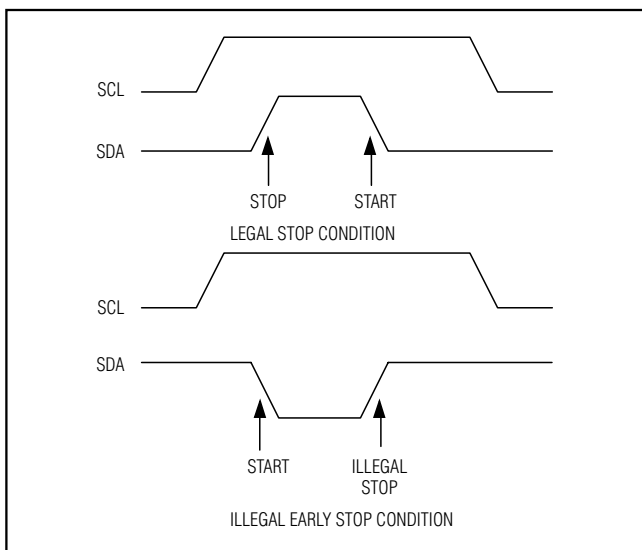 SCL
SDA
STOP START
LEGAL STOP CONDITION
SCL
SDA
START ILLEGAL
STOP
ILLEGAL EARLY STOP CONDITION